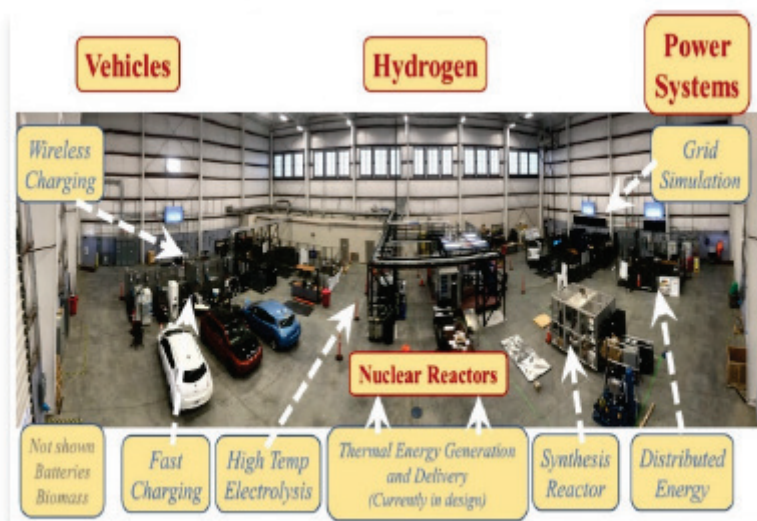 Vehicles
Hydrogen
Power
Systems
Wireless
Charging
Grid
Simulation
Nuclear Reactors
Not shown
Batteries
Biomass
Fast
Charging
High Temp
Electrolysis
Thermal Energy Generation
and Delivery
(Currently in design)
Synthesis
Reactor
Distributed
Energy